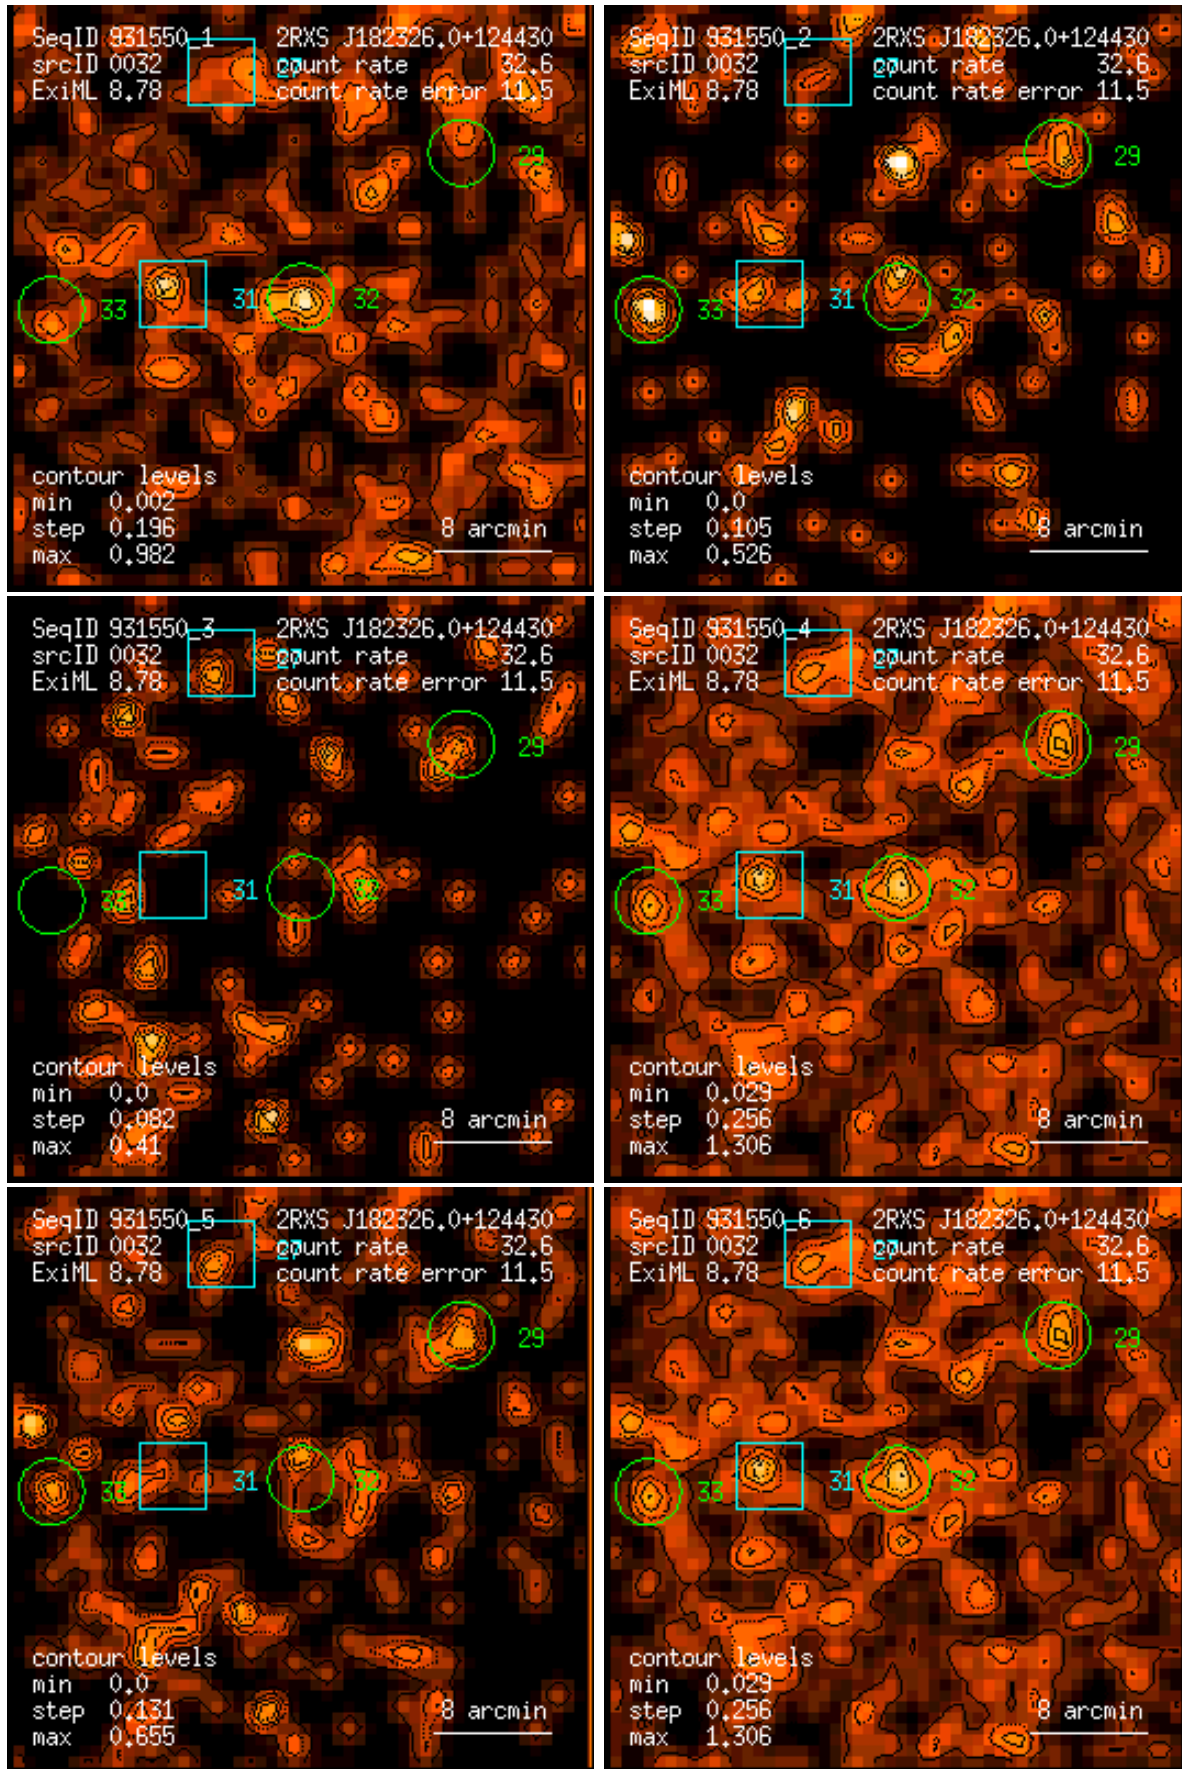 SeqID 931550_1 2RXS J182326.0+124430
srcID 0032 27 count rate 32.6
ExiML 8.78 count rate error 11.5
29
33 31 32
contour levels
min 0.002
step 0.196 8 arcmin
max 0.982
SeqID 931550_2 2RXS J182326.0+124430
srcID 0032 27 count rate 32.6
ExiML 8.78 count rate error 11.5
29
33 31 32
contour levels
min 0.0
step 0.105 8 arcmin
max 0.526
SeqID 931550_3 2RXS J182326.0+124430
srcID 0032 27 count rate 32.6
ExiML 8.78 count rate error 11.5
29
33 31 32
contour levels
min 0.0
step 0.082 8 arcmin
max 0.41
SeqID 931550_4 2RXS J182326.0+124430
srcID 0032 27 count rate 32.6
ExiML 8.78 count rate error 11.5
29
33 31 32
contour levels
min 0.029
step 0.256 8 arcmin
max 1.306
SeqID 931550_5 2RXS J182326.0+124430
srcID 0032 27 count rate 32.6
ExiML 8.78 count rate error 11.5
29
33 31 32
contour levels
min 0.0
step 0.131 8 arcmin
max 0.655
SeqID 931550_6 2RXS J182326.0+124430
srcID 0032 27 count rate 32.6
ExiML 8.78 count rate error 11.5
29
33 31 32
contour levels
min 0.029
step 0.256 8 arcmin
max 1.306